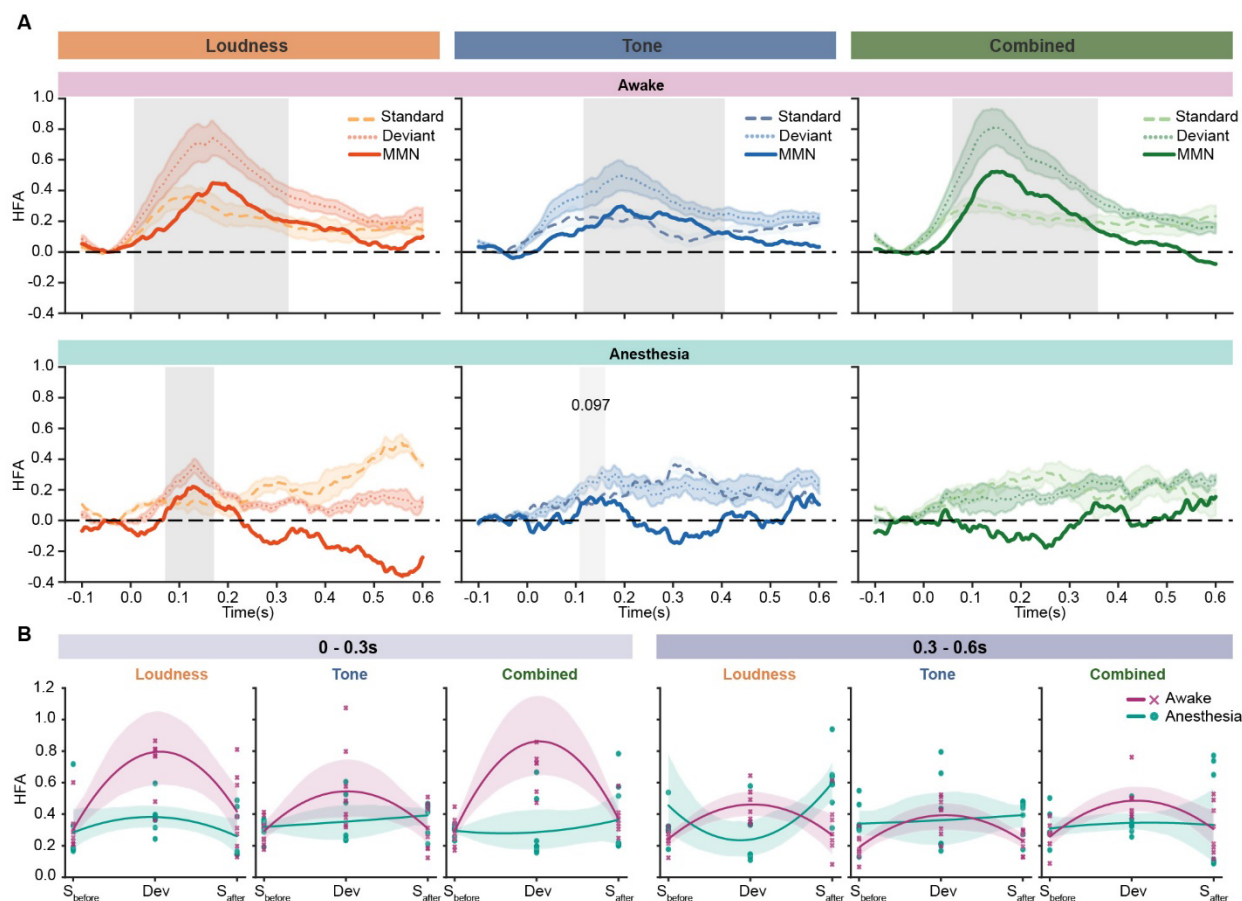 A
Loudness Tone Combined
Awake
1.0
0.8
0.6
0.4
0.2
0.0
-0.2
-0.4
HFA
Standard
Deviant
MMN
Standard
Deviant
MMN
Standard
Deviant
MMN
Anesthesia
1.0
0.8
0.6
0.4
0.2
0.0
-0.2
-0.4
HFA
0.097
-0.1 0.0 0.1 0.2 0.3 0.4 0.5 0.6
-0.1 0.0 0.1 0.2 0.3 0.4 0.5 0.6
-0.1 0.0 0.1 0.2 0.3 0.4 0.5 0.6
Time(s) Time(s) Time(s)
B
0 - 0.3s 0.3 - 0.6s
Loudness Tone Combined Loudness Tone Combined
1.2
1.0
0.8
0.6
0.4
0.2
0.0
HFA
Awake
Anesthesia
Sbefore Dev Safter Sbefore Dev Safter Sbefore Dev Safter Sbefore Dev Safter Sbefore Dev Safter Sbefore Dev Safter